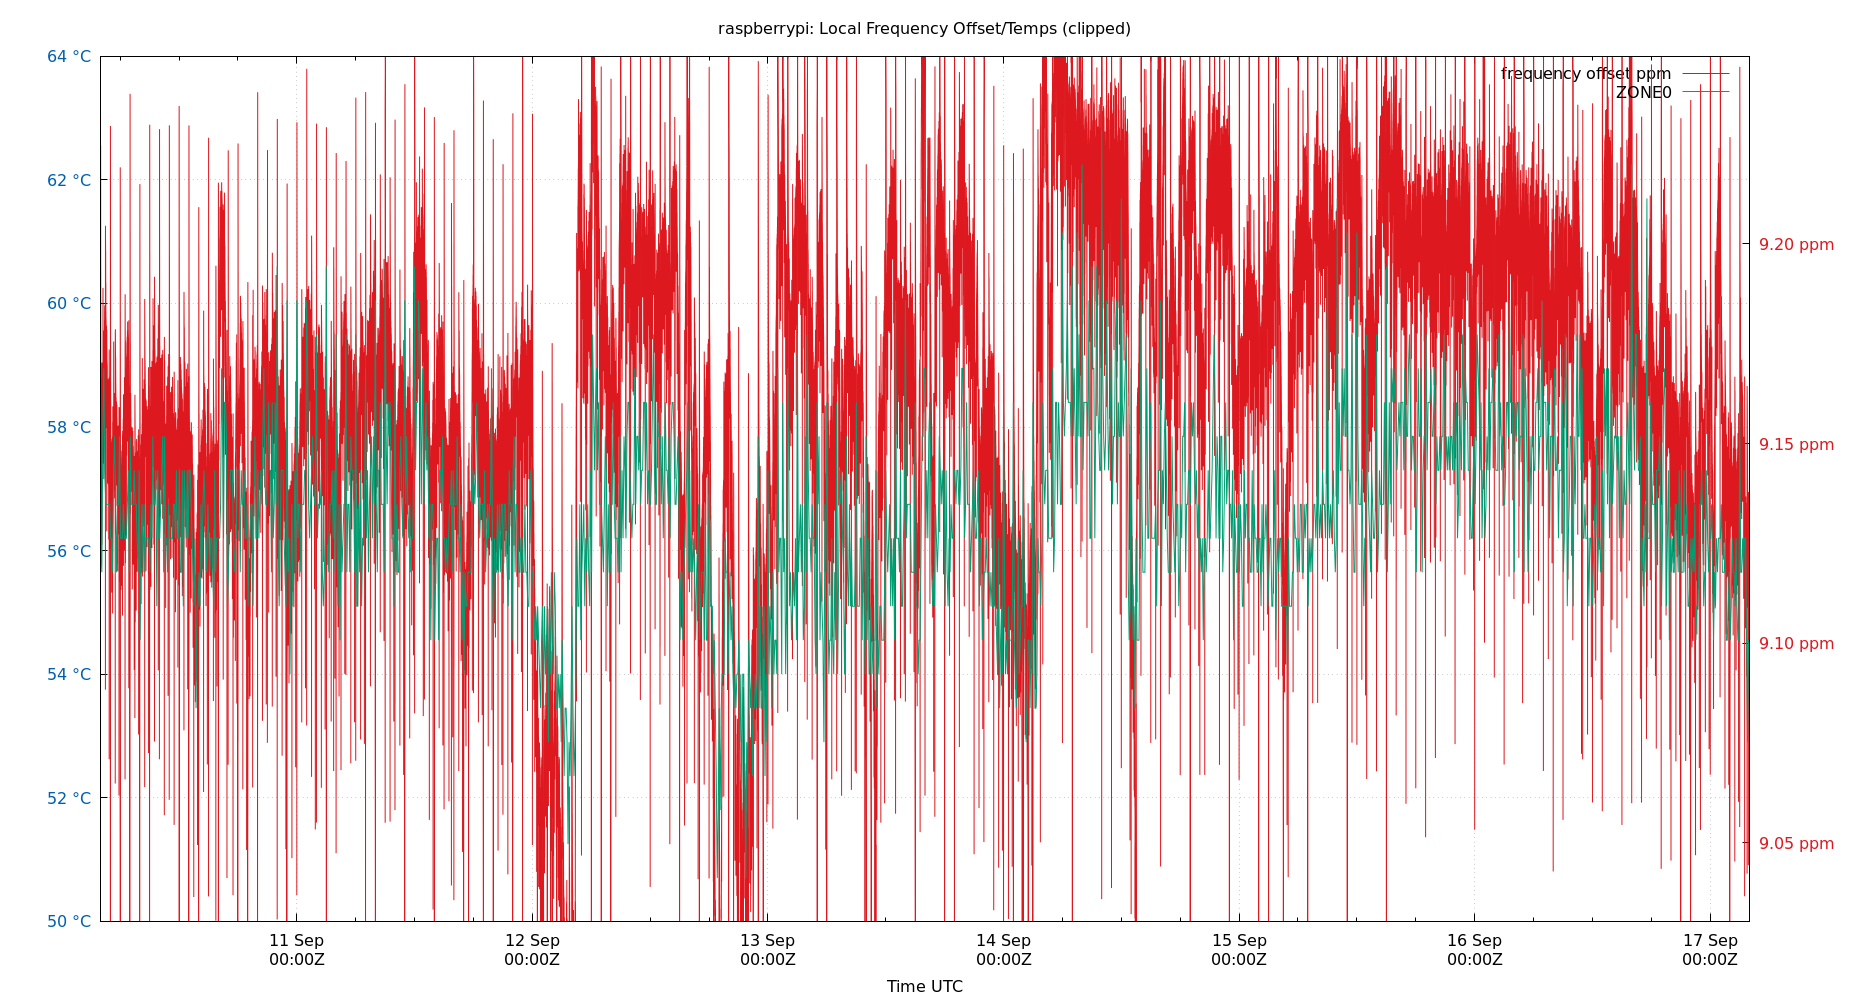 raspberrypi: Local Frequency Offset/Temps (clipped)
64 °C
62 °C
60 °C
58 °C
56 °C
54 °C
52 °C
50 °C
frequency offset ppm
ZONE0
9.20 ppm
9.15 ppm
9.10 ppm
9.05 ppm
11 Sep
00:00Z
12 Sep
00:00Z
13 Sep
00:00Z
14 Sep
00:00Z
15 Sep
00:00Z
16 Sep
00:00Z
17 Sep
00:00Z
Time UTC